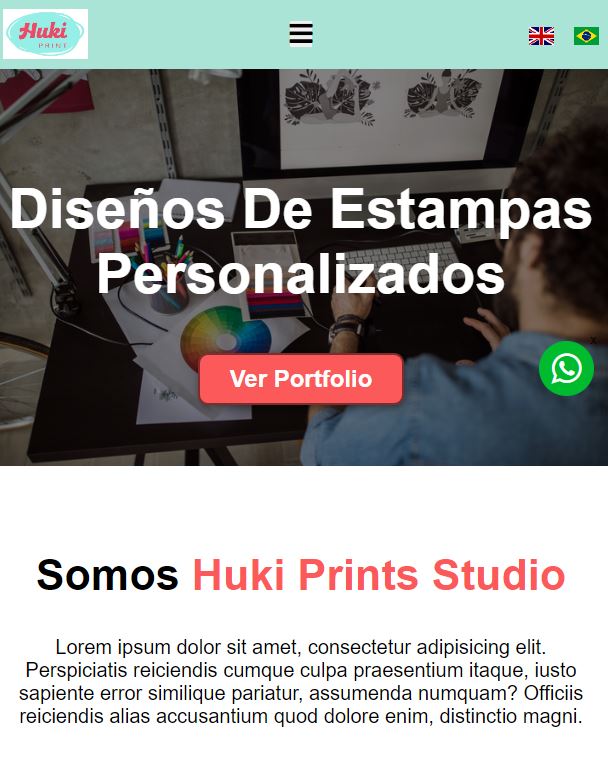 Huki
PRINT
Diseños De Estampas
Personalizados
x
Ver Portfolio
Somos Huki Prints Studio
Lorem ipsum dolor sit amet, consectetur adipisicing elit.
Perspiciatis reiciendis cumque culpa praesentium itaque, iusto
sapiente error similique pariatur, assumenda numquam? Officiis
reiciendis alias accusantium quod dolore enim, distinctio magni.